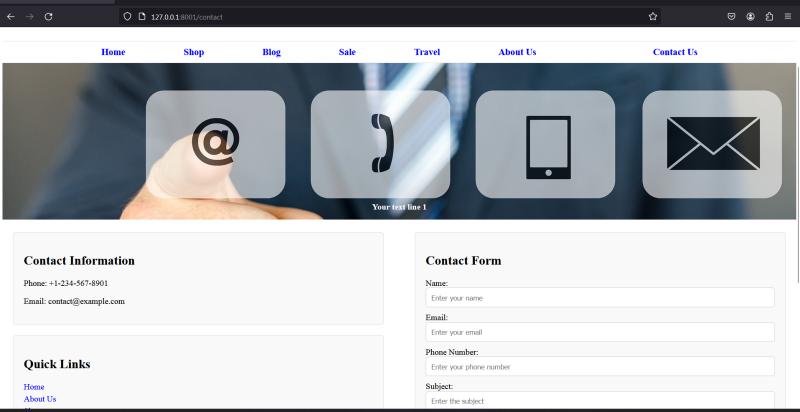 127.0.0.1:8001/contact
Home Shop Blog Sale Travel About Us Contact Us
@
Your text line 1
Contact Information
Phone: +1-234-567-8901
Email: contact@example.com
Quick Links
Home
About Us
Contact Form
Name:
Enter your name
Email:
Enter your email
Phone Number:
Enter your phone number
Subject:
Enter the subject